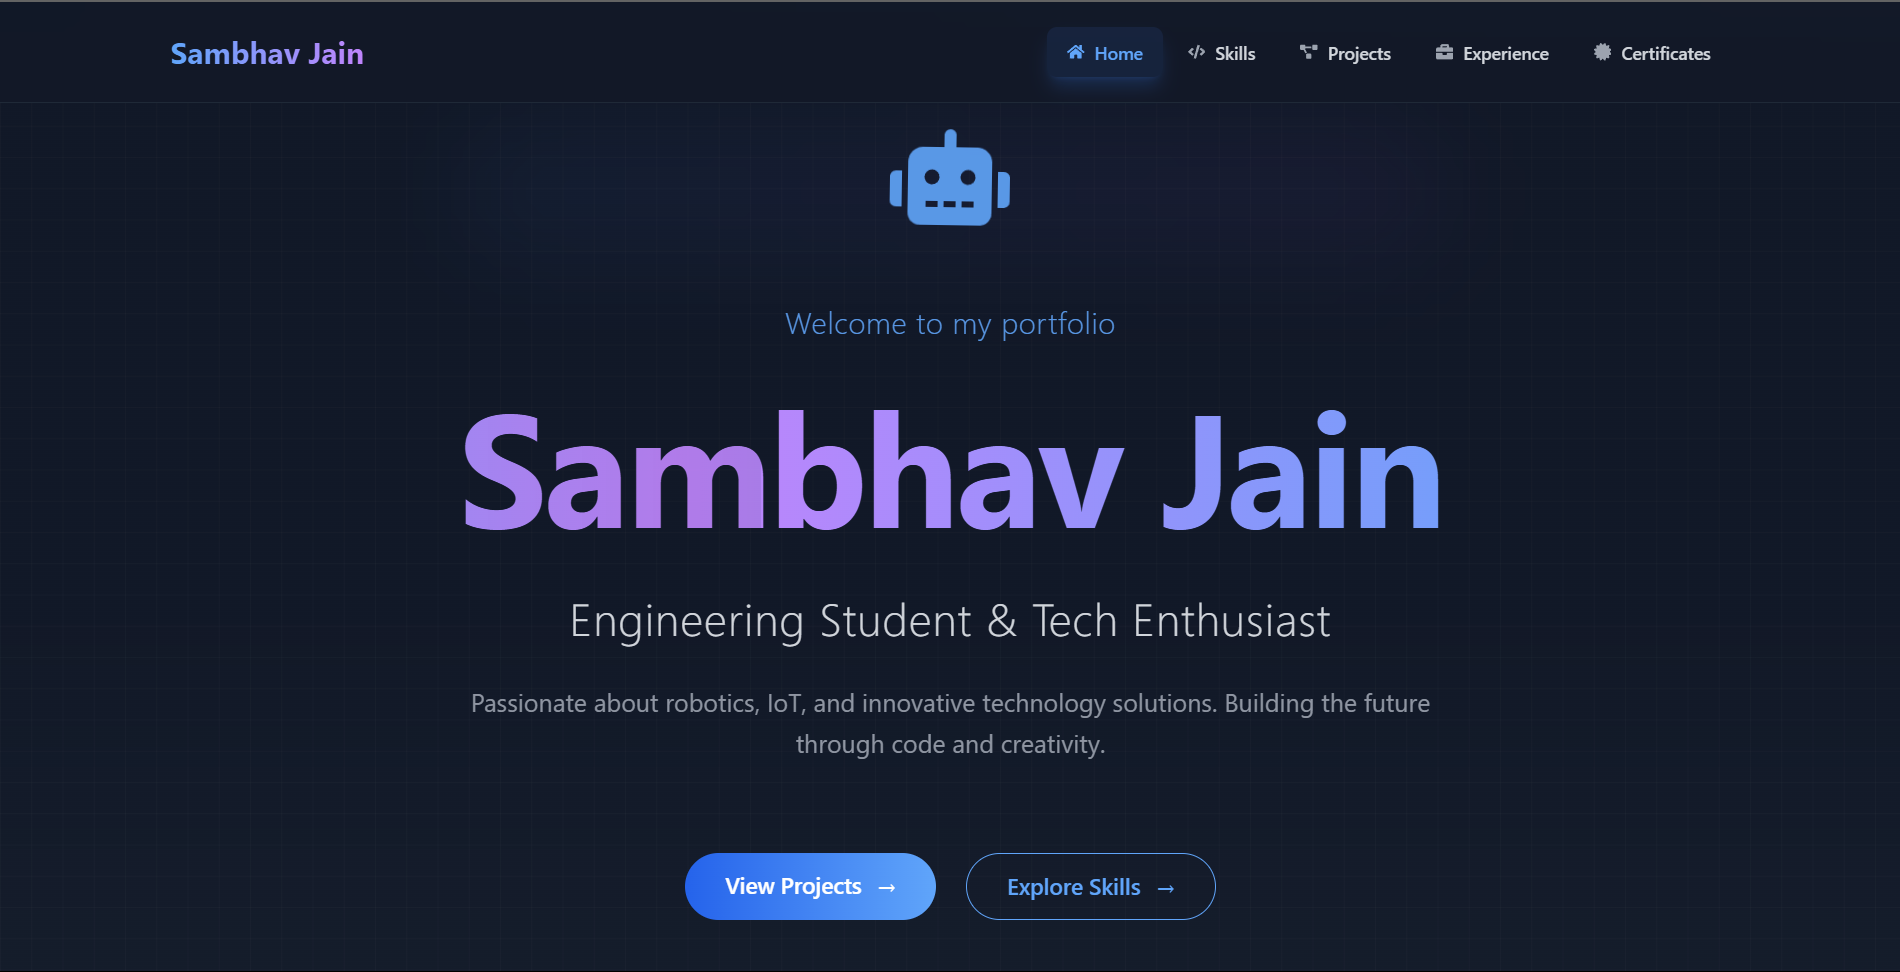 Sambhav Jain
Home
Skills
Projects
Experience
Certificates
Welcome to my portfolio
Sambhav Jain
Engineering Student & Tech Enthusiast
Passionate about robotics, IoT, and innovative technology solutions. Building the future
through code and creativity.
View Projects →
Explore Skills →